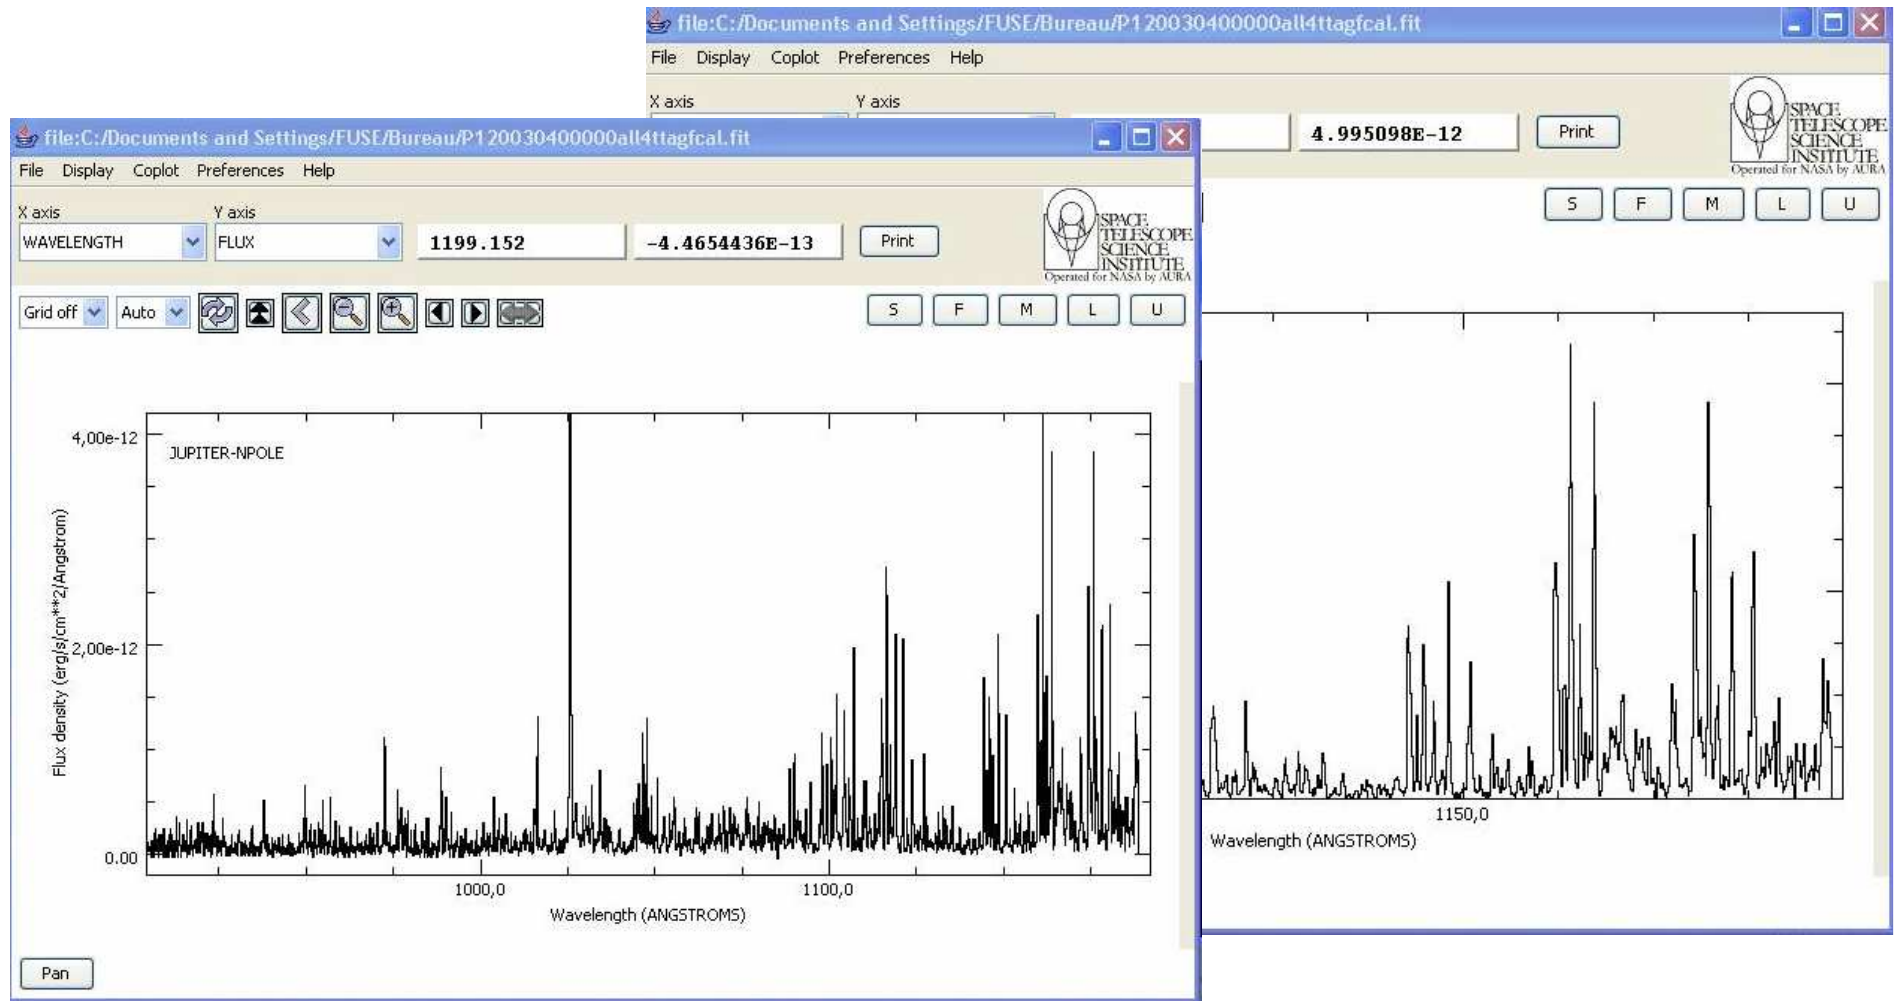 file:C:/Documents and Settings/FUSE/Bureau/P120030400000all4ttagfcal.fit
File Display Coplot Preferences Help
X axis Y axis
4.995098E-12 Print
SPACE
TELESCOPE
SCIENCE
INSTITUTE
Operated for NASA by AURA
S F M L U
1150,0
Wavelength (ANGSTROMS)
file:C:/Documents and Settings/FUSE/Bureau/P120030400000all4ttagfcal.fit
File Display Coplot Preferences Help
X axis Y axis
WAVELENGTH FLUX 1199.152 -4.4654436E-13 Print
SPACE
TELESCOPE
SCIENCE
INSTITUTE
Operated for NASA by AURA
Grid off Auto S F M L U
JUPITER-NPOLE
4,00e-12
2,00e-12
0.00
Flux density (erg/s/cm**2/Angstrom)
1000,0 1100,0
Wavelength (ANGSTROMS)
Pan